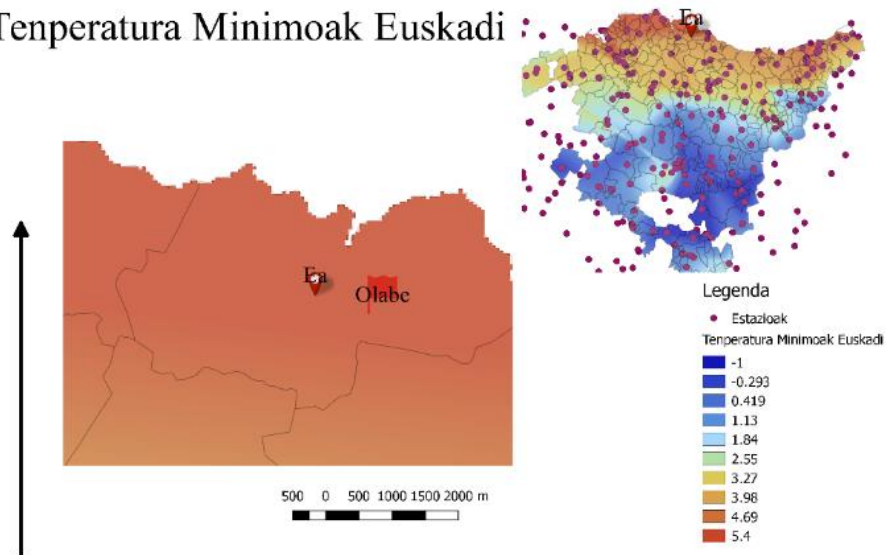 Tenperatura Minimoak Euskadi
Ea
Ea
Olabe
500 0 500 1000 1500 2000 m
Legenda
Estazioak
Tenperatura Minimoak Euskadi
-1
-0.293
0.419
1.13
1.84
2.55
3.27
3.98
4.69
5.4